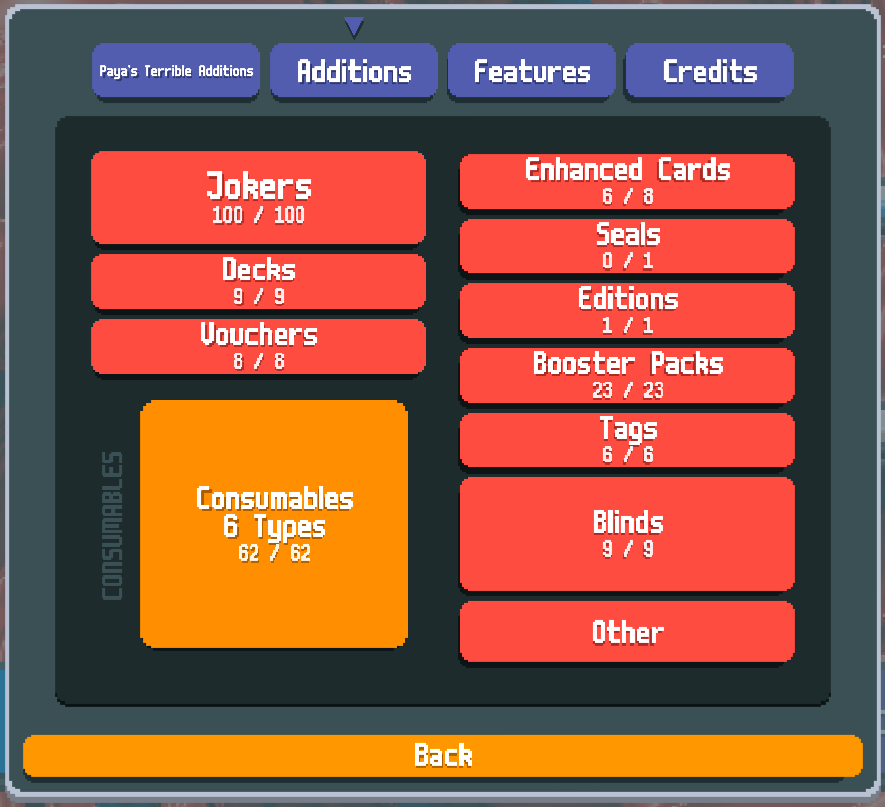 Paya's Terrible Additions
Additions
Features
Credits
Jokers
100 / 100
Decks
9 / 9
Vouchers
8 / 8
CONSUMABLES
Consumables
6 Types
62 / 62
Enhanced Cards
6 / 8
Seals
0 / 1
Editions
1 / 1
Booster Packs
23 / 23
Tags
6 / 6
Blinds
9 / 9
Other
Back